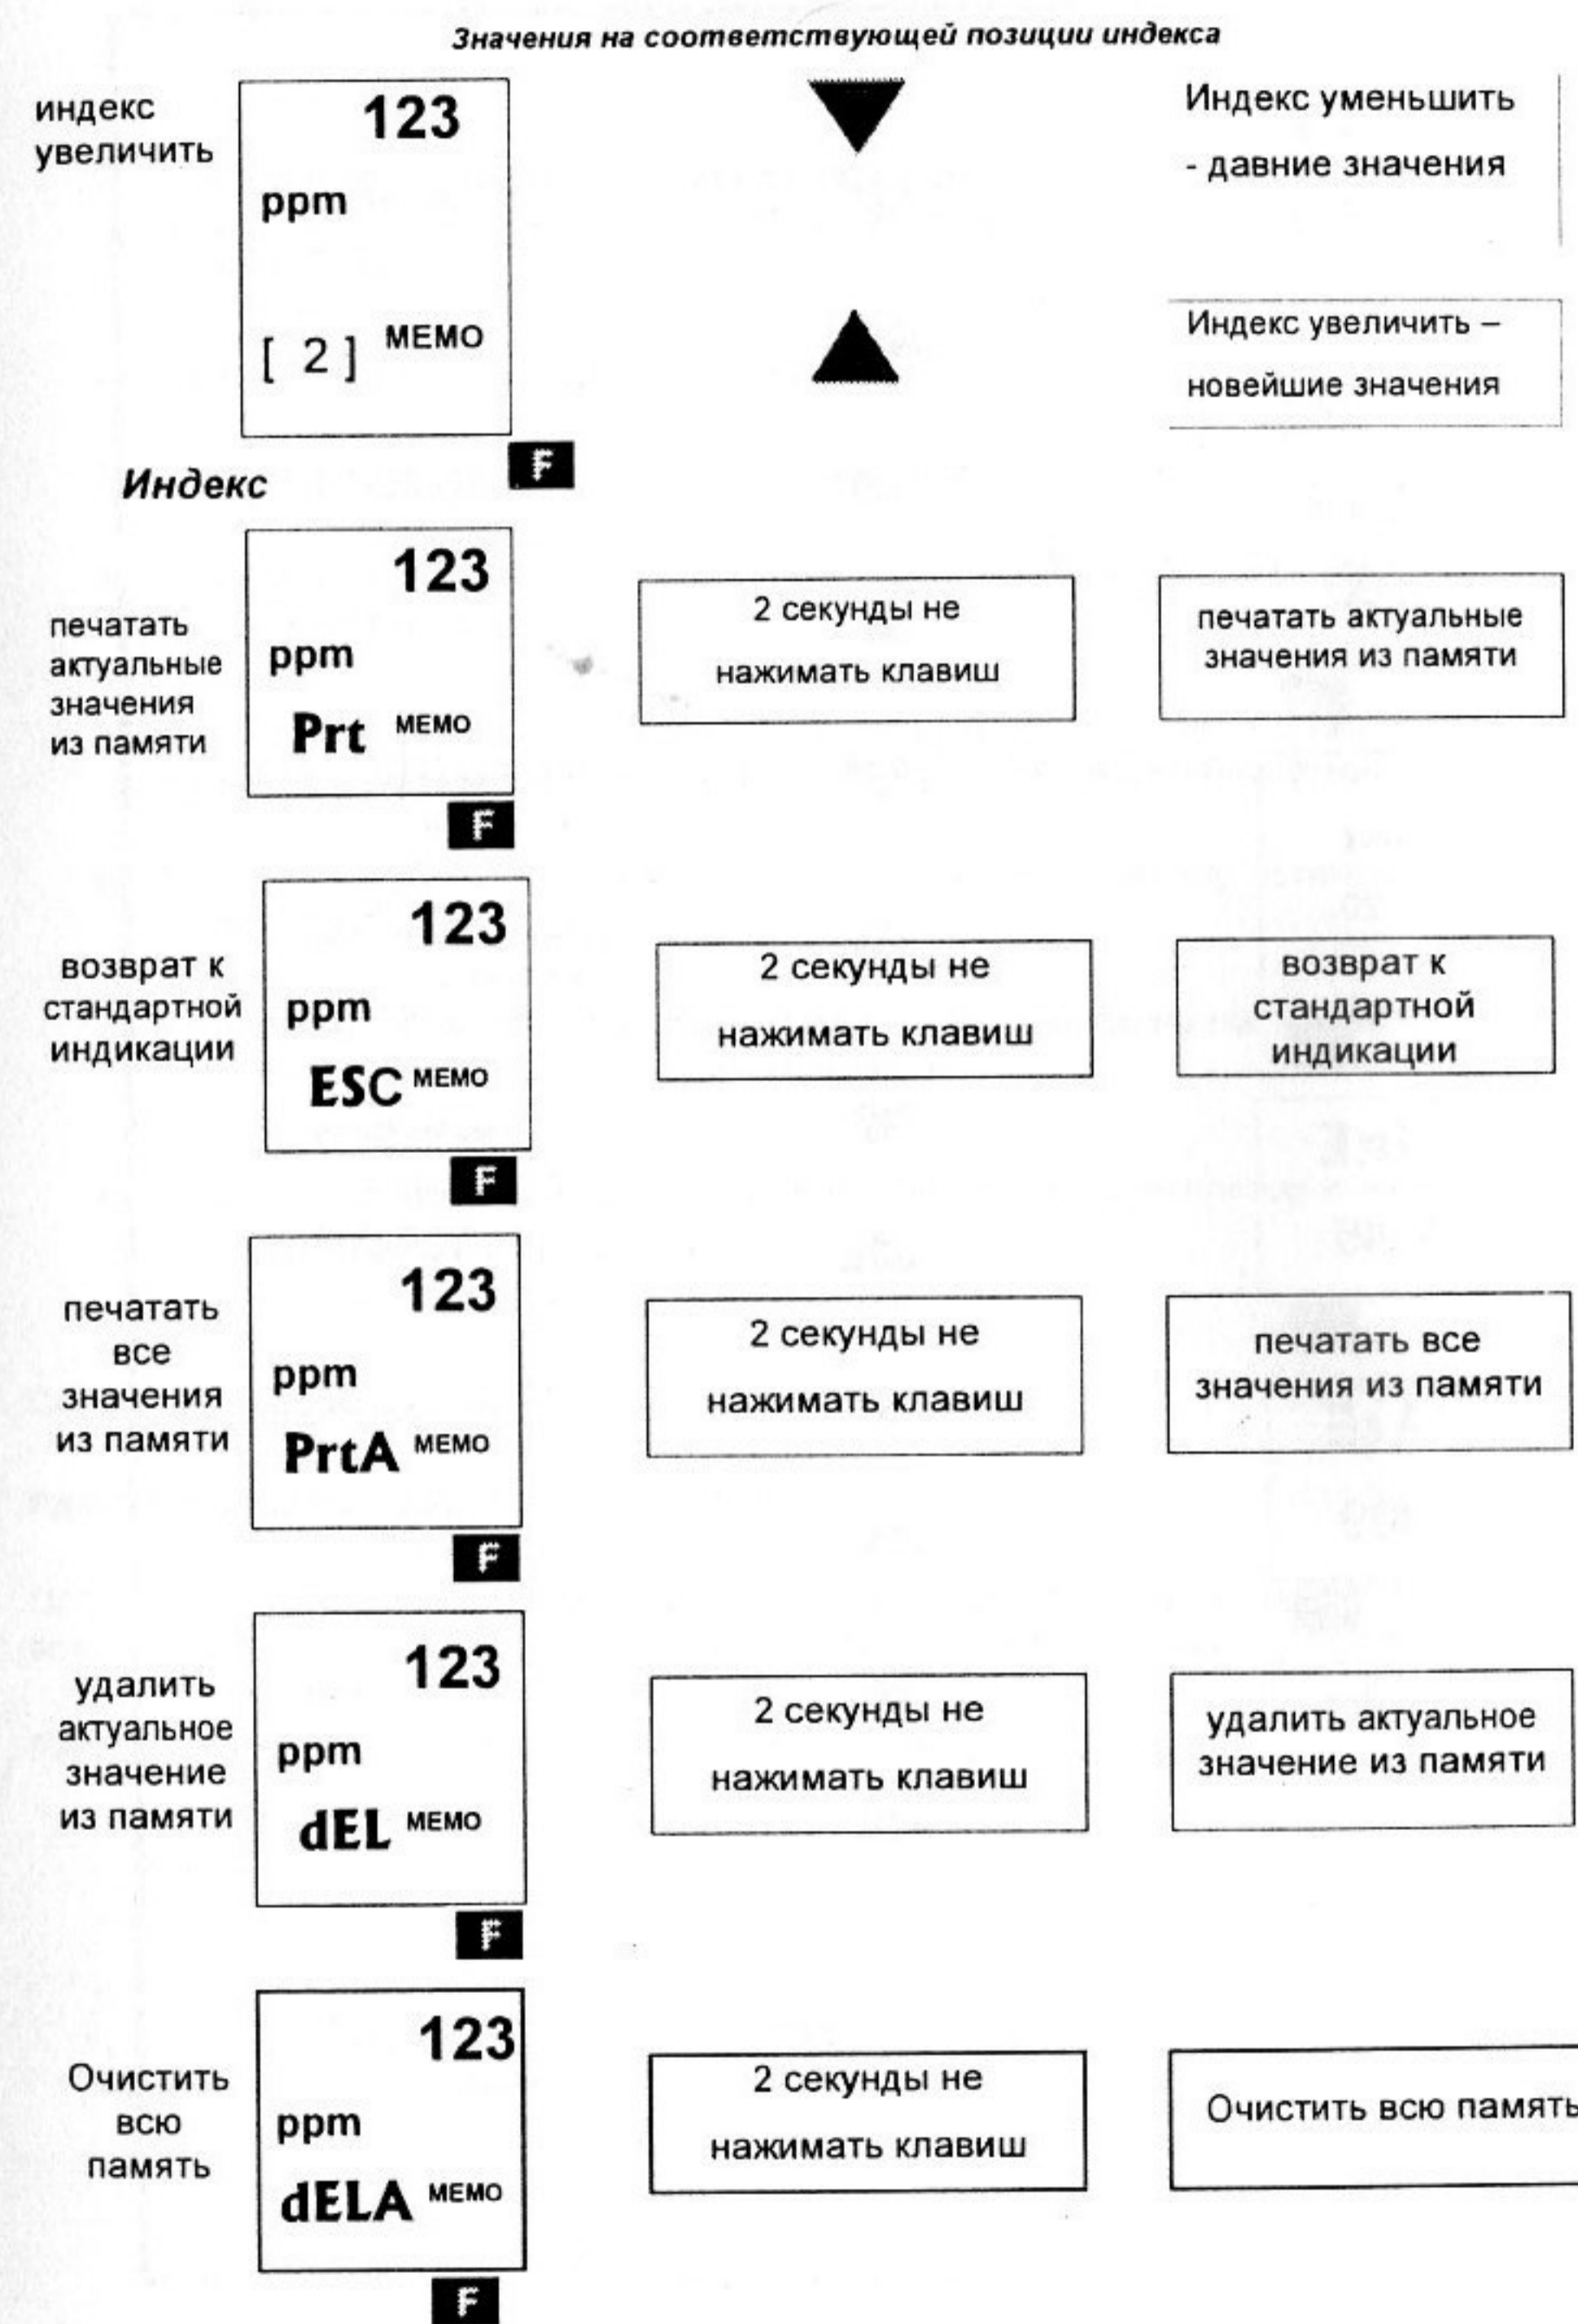 Значения на соответствующей позиции индекса
индекс
увеличить
123
ppm
[ 2 ] MEMO
Индекс уменьшить
- давние значения
Индекс увеличить –
новейшие значения
F
Индекс
печатать
актуальные
значения
из памяти
123
ppm
Prt MEMO
F
2 секунды не
нажимать клавиш
печатать актуальные
значения из памяти
возврат к
стандартной
индикации
123
ppm
ESC MEMO
F
2 секунды не
нажимать клавиш
возврат к
стандартной
индикации
печатать
все
значения
из памяти
123
ppm
PrtA MEMO
F
2 секунды не
нажимать клавиш
печатать все
значения из памяти
удалить
актуальное
значение
из памяти
123
ppm
dEL MEMO
F
2 секунды не
нажимать клавиш
удалить актуальное
значение из памяти
Очистить
всю
память
123
ppm
dELA MEMO
F
2 секунды не
нажимать клавиш
Очистить всю память